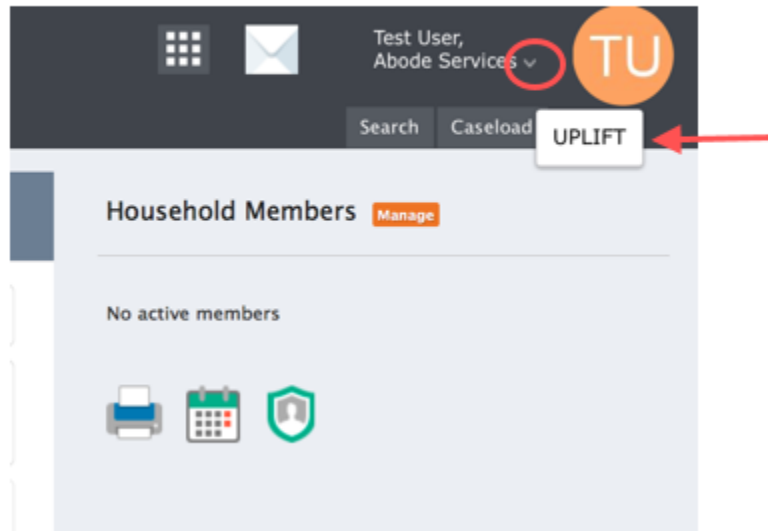 Test User,
Abode Services
TU
Search
Caseload
UPLIFT
Household Members
Manage
No active members